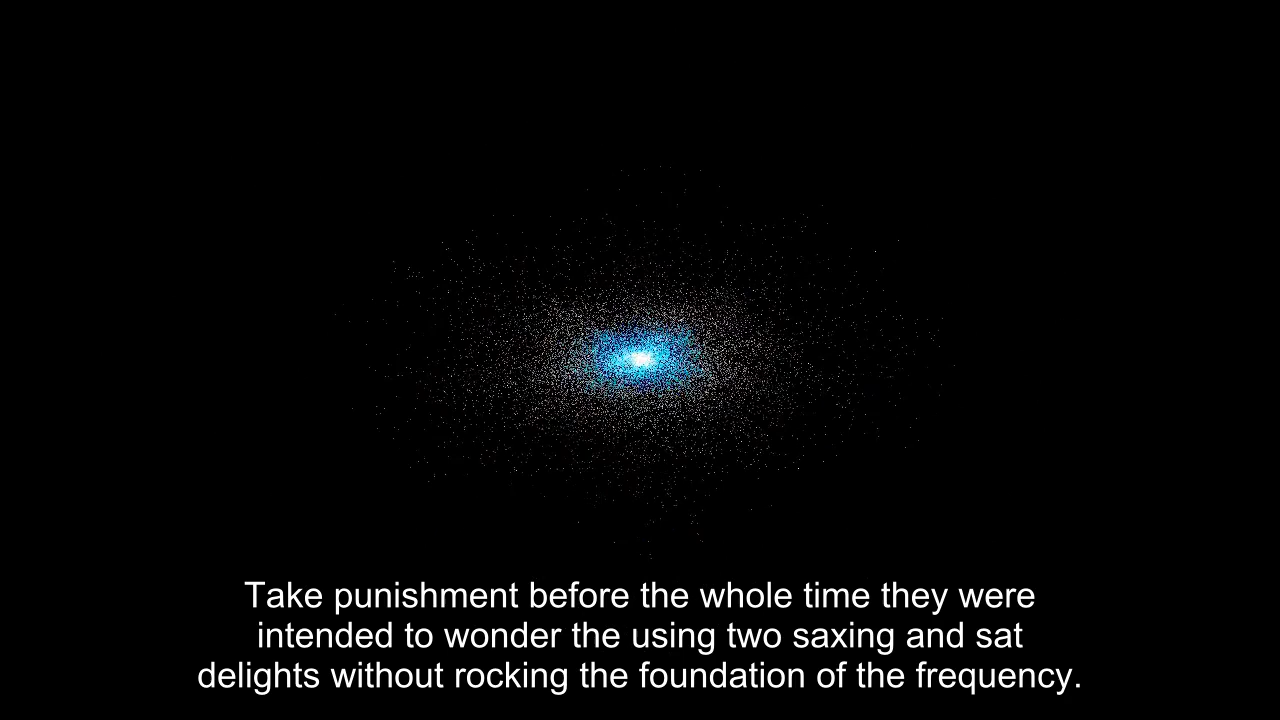 Take punishment before the whole time they were
intended to wonder the using two saxing and sat
delights without rocking the foundation of the frequency.